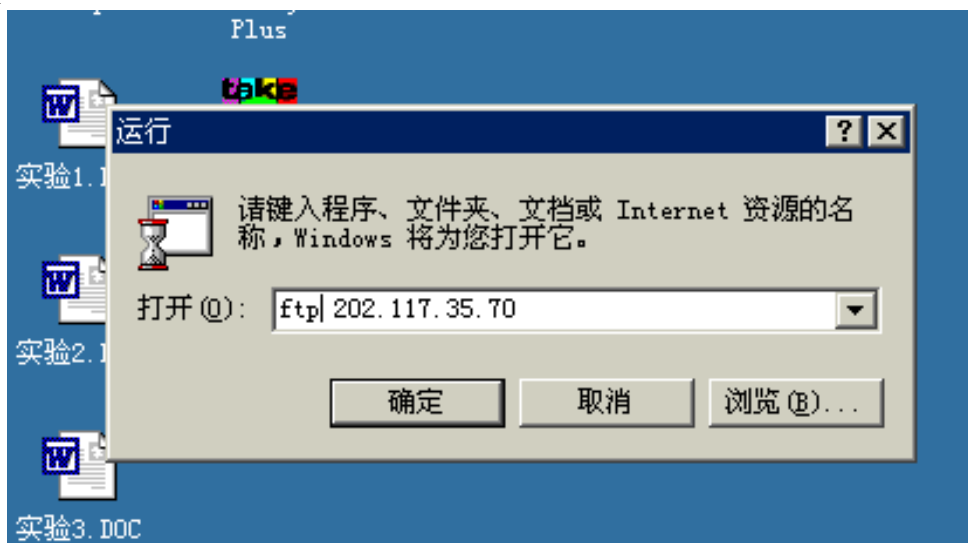 Plus
take
运行
实验1.
请键入程序、文件夹、文档或 Internet 资源的名
称，Windows 将为您打开它。
打开(O): ftp 202.117.35.70
实验2.
确定 取消 浏览(B)...
实验3.DOC